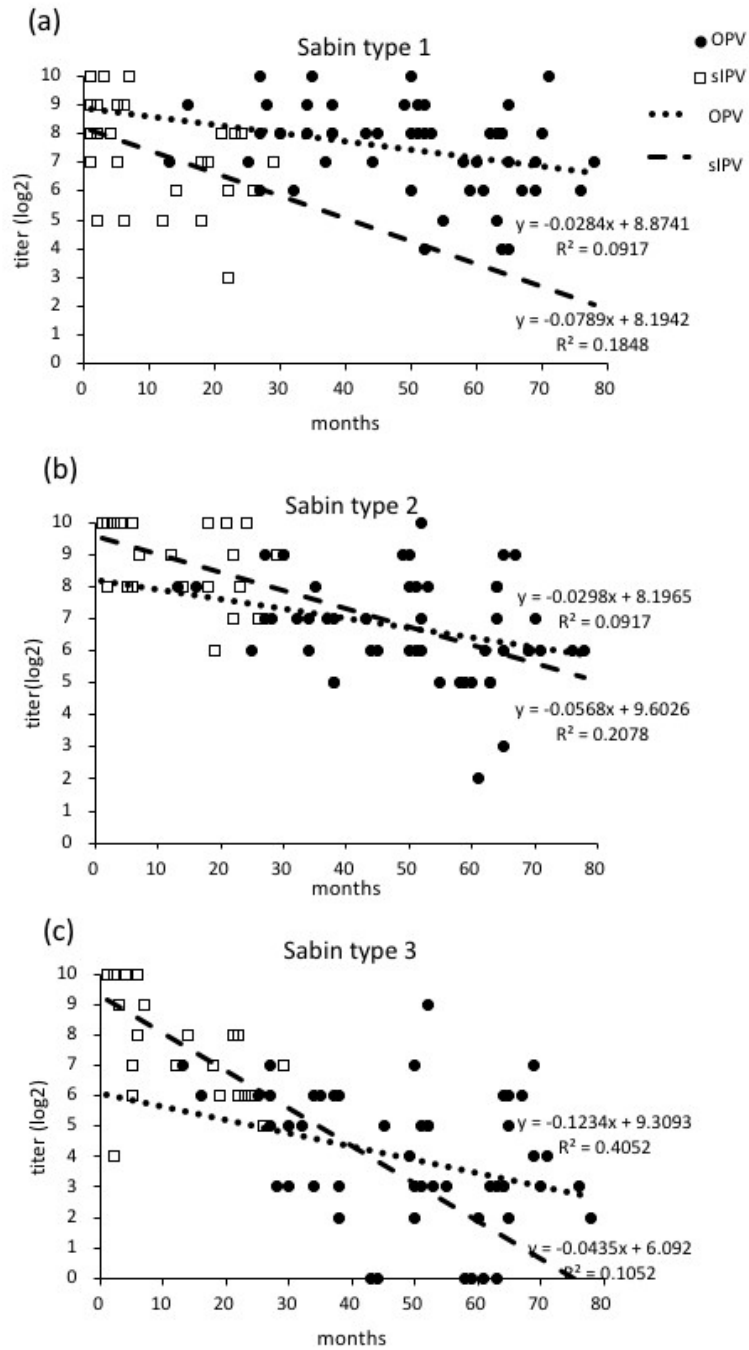 (a)
Sabin type 1
OPV
sIPV
OPV
sIPV
10
9
8
7
6
5
4
3
2
1
0
titer (log2)
y = -0.0284x + 8.8741
R² = 0.0917
y = -0.0789x + 8.1942
R² = 0.1848
0 10 20 30 40 50 60 70 80
months
(b)
Sabin type 2
10
9
8
7
6
5
4
3
2
1
0
titer(log2)
y = -0.0298x + 8.1965
R² = 0.0917
y = -0.0568x + 9.6026
R² = 0.2078
0 10 20 30 40 50 60 70 80
months
(c)
Sabin type 3
10
9
8
7
6
5
4
3
2
1
0
titer (log2)
y = -0.1234x + 9.3093
R² = 0.4052
y = -0.0435x + 6.092
R² = 0.1052
0 10 20 30 40 50 60 70 80
months